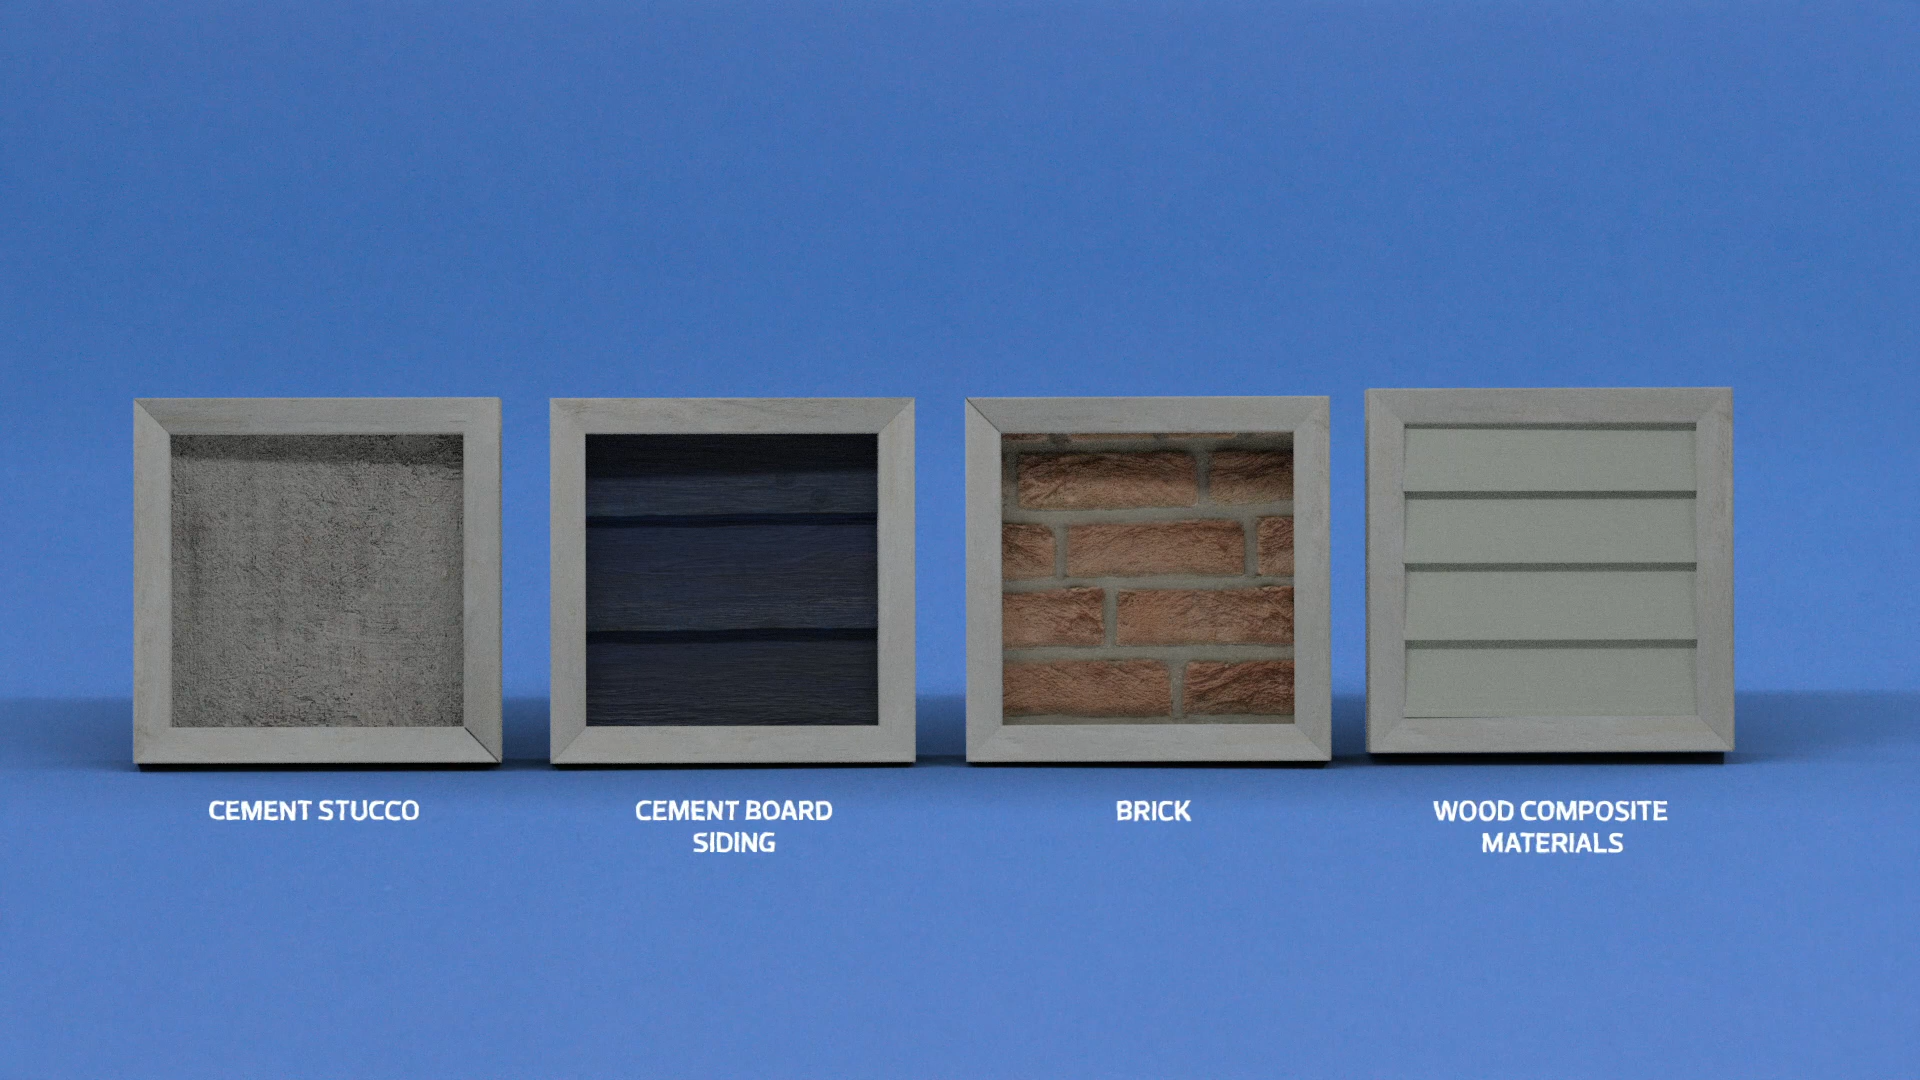 CEMENT STUCCO
CEMENT BOARD
SIDING
BRICK
WOOD COMPOSITE
MATERIALS